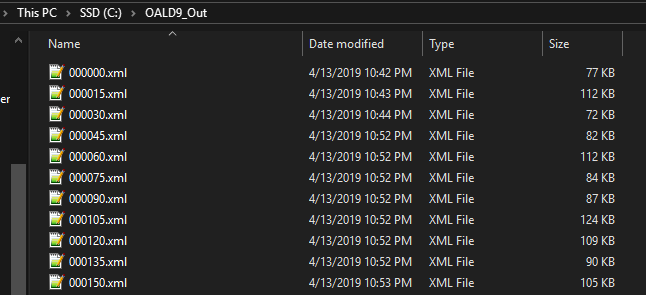 > This PC > SSD (C:) > OALD9_Out
Name Date modified Type Size
000000.xml 4/13/2019 10:42 PM XML File 77 KB
000015.xml 4/13/2019 10:43 PM XML File 112 KB
000030.xml 4/13/2019 10:44 PM XML File 72 KB
000045.xml 4/13/2019 10:52 PM XML File 82 KB
er
000060.xml 4/13/2019 10:52 PM XML File 112 KB
000075.xml 4/13/2019 10:52 PM XML File 84 KB
000090.xml 4/13/2019 10:52 PM XML File 87 KB
000105.xml 4/13/2019 10:52 PM XML File 124 KB
000120.xml 4/13/2019 10:52 PM XML File 109 KB
000135.xml 4/13/2019 10:52 PM XML File 90 KB
000150.xml 4/13/2019 10:53 PM XML File 105 KB